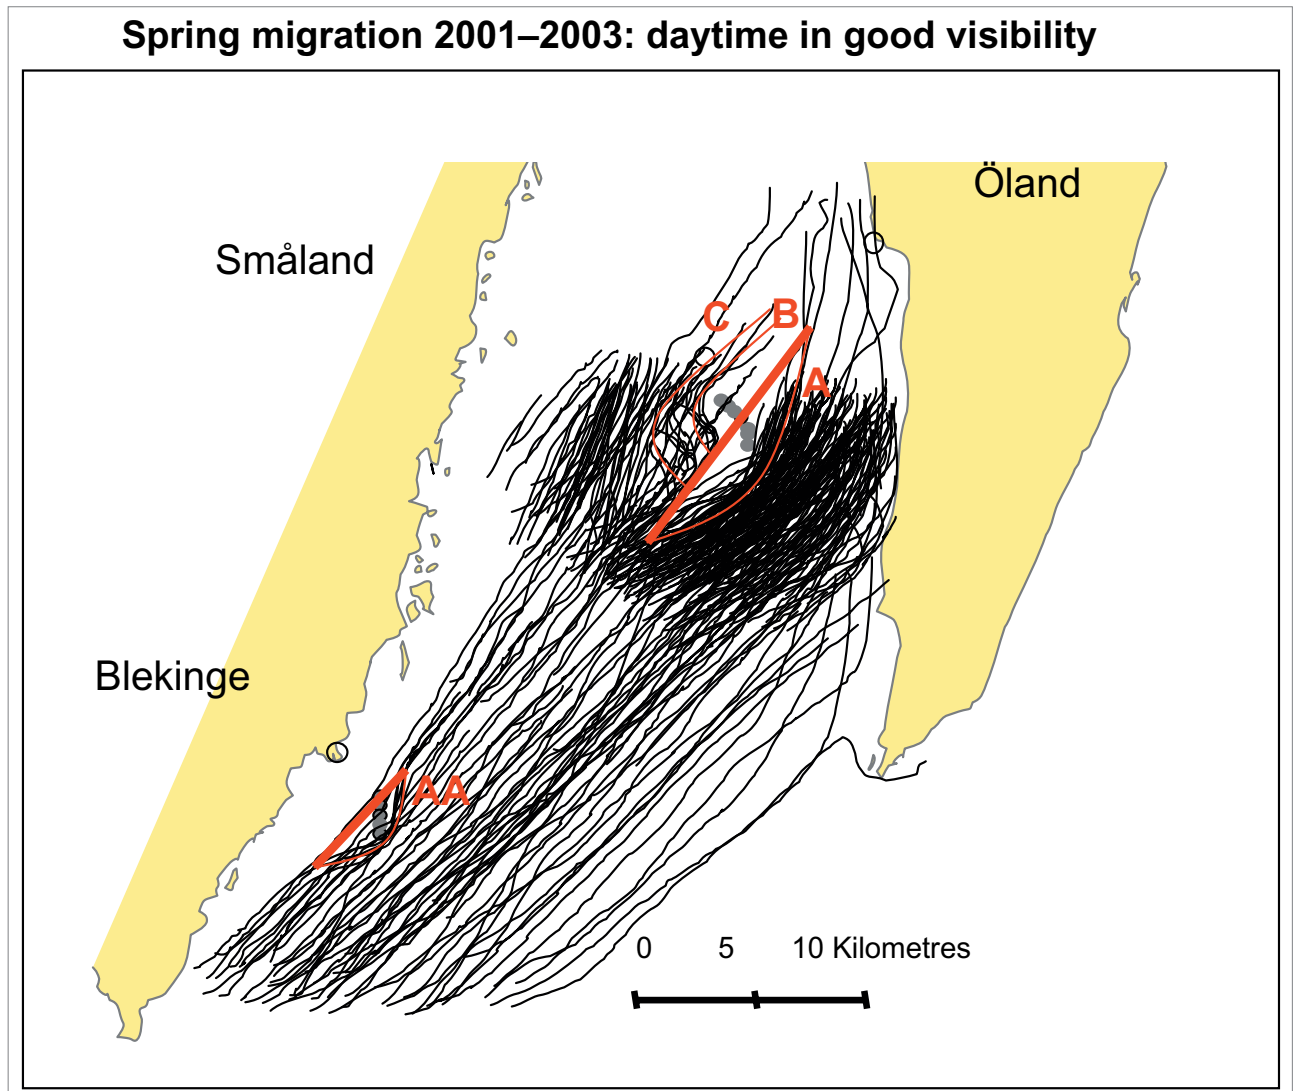 Spring migration 2001–2003: daytime in good visibility
Öland
Småland
C
B
A
Blekinge
AA
0 5 10 Kilometres